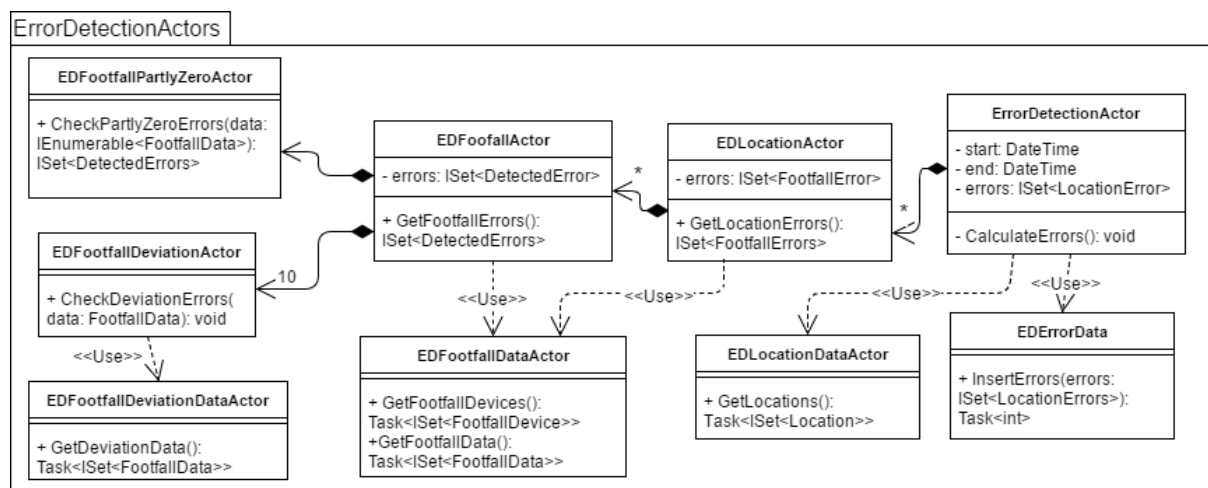 ErrorDetectionActors
EDFootfallPartlyZeroActor
+ CheckPartlyZeroErrors(data:
IEnumerable<FootfallData>):
ISet<DetectedErrors>
EDFoofallActor
- errors: ISet<DetectedError>
+ GetFootfallErrors():
ISet<DetectedErrors>
*
EDLocationActor
- errors: ISet<FootfallError>
+ GetLocationErrors():
ISet<FootfallErrors>
*
ErrorDetectionActor
- start: DateTime
- end: DateTime
- errors: ISet<LocationError>
- CalculateErrors(): void
EDFootfallDeviationActor
+ CheckDeviationErrors(
data: FootfallData): void
10
<<Use>>
<<Use>>
<<Use>>
<<Use>>
<<Use>>
EDFootfallDeviationDataActor
+ GetDeviationData():
Task<ISet<FootfallData>>
EDFootfallDataActor
+ GetFootfallDevices():
Task<ISet<FootfallDevice>>
+GetFootfallData():
Task<ISet<FootfallData>>
EDLocationDataActor
+ GetLocations():
Task<ISet<Location>>
EDErrorData
+ InsertErrors(errors:
ISet<LocationErrors>):
Task<int>